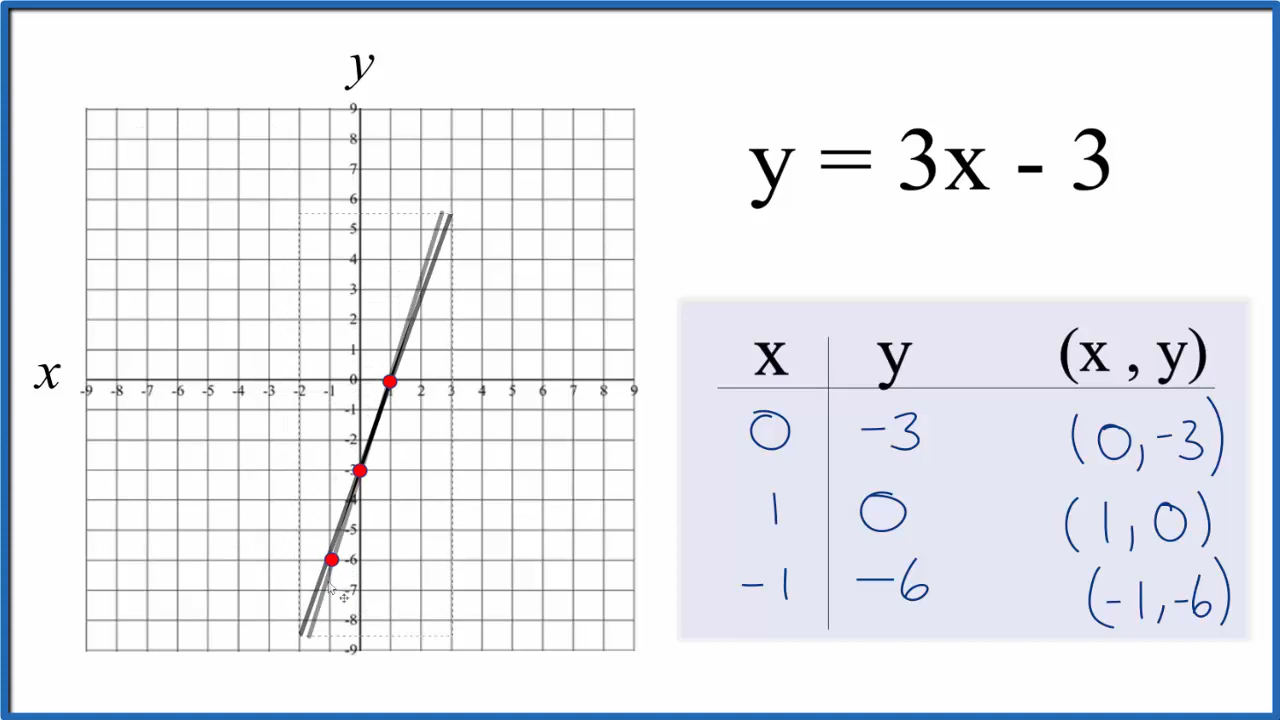 y
9
8
7
6
5
4
3
2
1
x
0
-9 -8 -7 -6 -5 -4 -3 -2 -1 2 3 4 5 6 7 8 9
-1
-2
-4
-5
-6
-7
-8
-9
y = 3x - 3
x y (x , y)
0 -3 (0, -3)
1 0 (1, 0)
-1 -6 (-1, -6)